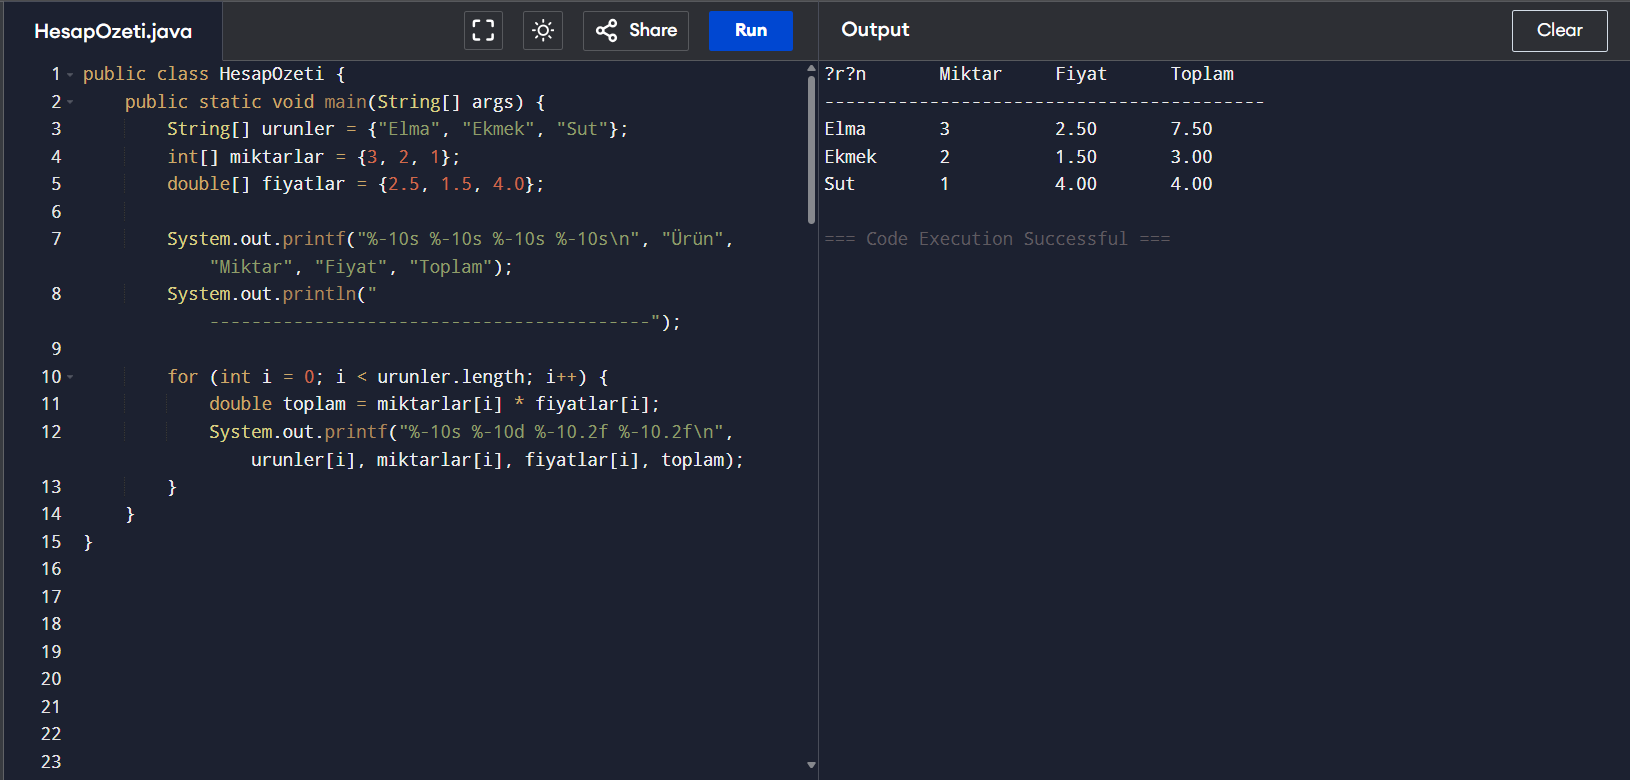 HesapOzeti.java
Share
Run
Output
Clear
1 public class HesapOzeti {
2 public static void main(String[] args) {
3 String[] urunler = {"Elma", "Ekmek", "Sut"};
4 int[] miktarlar = {3, 2, 1};
5 double[] fiyatlar = {2.5, 1.5, 4.0};
6
7 System.out.printf("%-10s %-10s %-10s %-10s\n", "Ürün",
"Miktar", "Fiyat", "Toplam");
8 System.out.println("
------------------------------------------");
9
10 for (int i = 0; i < urunler.length; i++) {
11 double toplam = miktarlar[i] * fiyatlar[i];
12 System.out.printf("%-10s %-10d %-10.2f %-10.2f\n",
urunler[i], miktarlar[i], fiyatlar[i], toplam);
13 }
14 }
15 }
16
17
18
19
20
21
22
23
?r?n Miktar Fiyat Toplam
------------------------------------------
Elma 3 2.50 7.50
Ekmek 2 1.50 3.00
Sut 1 4.00 4.00
=== Code Execution Successful ===